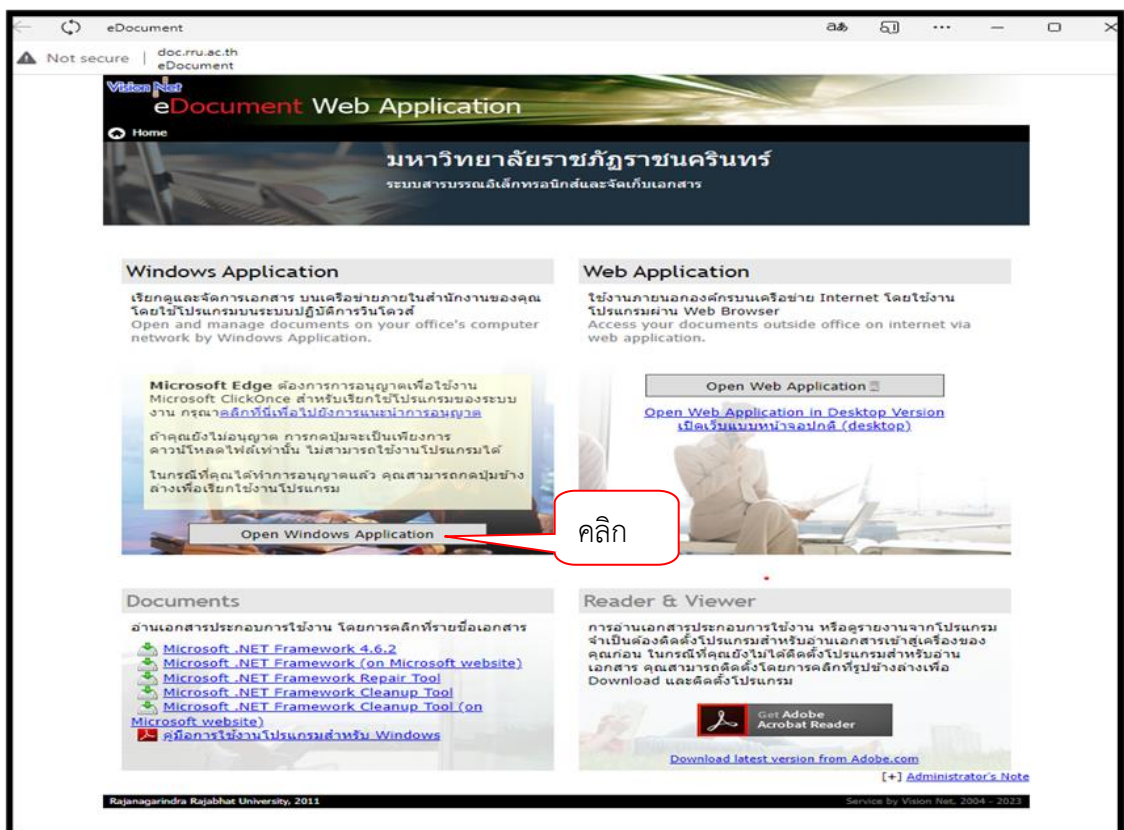 eDocument
aあ
Not secure
doc.rru.ac.th
eDocument
Vision Net
eDocument Web Application
Home
มหาวิทยาลัยราชภัฏราชนครินทร์
ระบบสารบรรณอิเล็กทรอนิกส์และจัดเก็บเอกสาร
Windows Application
เรียกดูและจัดการเอกสาร บนเครือข่ายภายในสำนักงานของคุณ
โดยใช้โปรแกรมบนระบบปฏิบัติการวินโดวส์
Open and manage documents on your office's computer
network by Windows Application.
Microsoft Edge ต้องการการอนุญาตเพื่อใช้งาน
Microsoft ClickOnce สำหรับเรียกใช้โปรแกรมของระบบ
งาน กรุณาคลิกที่นี่เพื่อไปยังการแนะนำการอนุญาต
ถ้าคุณยังไม่อนุญาต การกดปุ่มจะเป็นเพียงการ
ดาวน์โหลดไฟล์เท่านั้น ไม่สามารถใช้งานโปรแกรมได้
ในกรณีที่คุณได้ทำการอนุญาตแล้ว คุณสามารถกดปุ่มข้าง
ล่างเพื่อเรียกใช้งานโปรแกรม
Open Windows Application
คลิก
Web Application
ใช้งานภายนอกองค์กรบนเครือข่าย Internet โดยใช้งาน
โปรแกรมผ่าน Web Browser
Access your documents outside office on internet via
web application.
Open Web Application
Open Web Application in Desktop Version
เปิดเว็บแบบหน้าจอปกติ (desktop)
Documents
อ่านเอกสารประกอบการใช้งาน โดยการคลิกที่รายชื่อเอกสาร
Microsoft .NET Framework 4.6.2
Microsoft .NET Framework (on Microsoft website)
Microsoft .NET Framework Repair Tool
Microsoft .NET Framework Cleanup Tool
Microsoft .NET Framework Cleanup Tool (on
Microsoft website)
คู่มือการใช้งานโปรแกรมสำหรับ Windows
Reader & Viewer
การอ่านเอกสารประกอบการใช้งาน หรือดูรายงานจากโปรแกรม
จำเป็นต้องติดตั้งโปรแกรมสำหรับอ่านเอกสารเข้าสู่เครื่องของ
คุณก่อน ในกรณีที่คุณยังไม่ได้ติดตั้งโปรแกรมสำหรับอ่าน
เอกสาร คุณสามารถติดตั้งโดยการคลิกที่รูปข้างล่างเพื่อ
Download และติดตั้งโปรแกรม
Get Adobe
Acrobat Reader
Download latest version from Adobe.com
[+] Administrator's Note
Rajanagarindra Rajabhat University, 2011
Service by Vision Net, 2004 - 2023